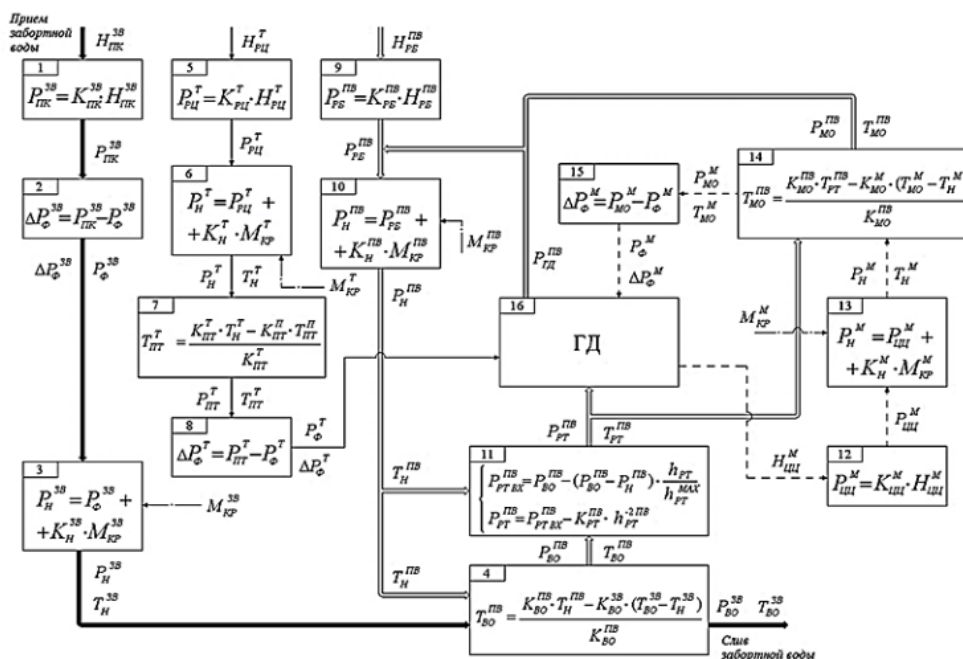 Прием
забортной
воды
H_ПК^ЗВ
H_РЦ^Т
H_РБ^ПВ
1
P_ПК^ЗВ=K_ПК^ЗВ·H_ПК^ЗВ
5
P_РЦ^Т=K_РЦ^Т·H_РЦ^Т
9
P_РБ^ПВ=K_РБ^ПВ·H_РБ^ПВ
P_ПК^ЗВ
P_РЦ^Т
P_РБ^ПВ
P_МО^ПВ T_МО^ПВ
2
ΔP_Ф^ЗВ=P_ПК^ЗВ−P_Ф^ЗВ
6
P_Н^Т=P_РЦ^Т+
+K_Н^Т·M_КР^Т
10
P_Н^ПВ=P_РБ^ПВ+
+K_Н^ПВ·M_КР^ПВ
M_КР^ПВ
15
ΔP_Ф^М=P_МО^М−P_Ф^М
P_МО^М
T_МО^М
14
T_МО^ПВ=(K_МО^ПВ·T_РТ^ПВ−K_МО^М·(T_МО^М−T_Н^М)
K_МО^ПВ
ΔP_Ф^ЗВ P_Ф^ЗВ
P_Н^Т T_Н^Т
M_КР^Т
P_Н^ПВ
P_ГД^ПВ
P_Ф^М
ΔP_Ф^М
P_Н^М T_Н^М
7
T_ПТ^Т=K_ПТ^Т·T_Н^Т−K_ПТ^П·T_ПТ^П
K_ПТ^Т
16
ГД
M_КР^М
13
P_Н^М=P_ЦЦ^М+
+K_Н^М·M_КР^М
P_ПТ^Т T_ПТ^Т
8
ΔP_Ф^Т=P_ПТ^Т−P_Ф^Т
P_Ф^Т
ΔP_Ф^Т
P_РТ^ПВ T_РТ^ПВ
P_ЦЦ^М
3
P_Н^ЗВ=P_Ф^ЗВ+
+K_Н^ЗВ·M_КР^ЗВ
M_КР^ЗВ
T_Н^ПВ
11
P_РТ ВХ^ПВ=P_ВО^ПВ−(P_ВО^ПВ−P_Н^ПВ)·h_РТ/h_РТ^MAX
P_РТ^ПВ=P_РТ ВХ^ПВ−K_РТ^ПВ·h_РТ^-2ПВ
H_ЦЦ^М
12
P_ЦЦ^М=K_ЦЦ^М·H_ЦЦ^М
P_Н^ЗВ
T_Н^ЗВ
T_Н^ПВ
P_ВО^ПВ T_ВО^ПВ
4
T_ВО^ПВ=K_ВО^ПВ·T_Н^ПВ−K_ВО^ЗВ·(T_ВО^ЗВ−T_Н^ЗВ)
K_ВО^ПВ
P_ВО^ЗВ T_ВО^ЗВ
Слив
забортной воды